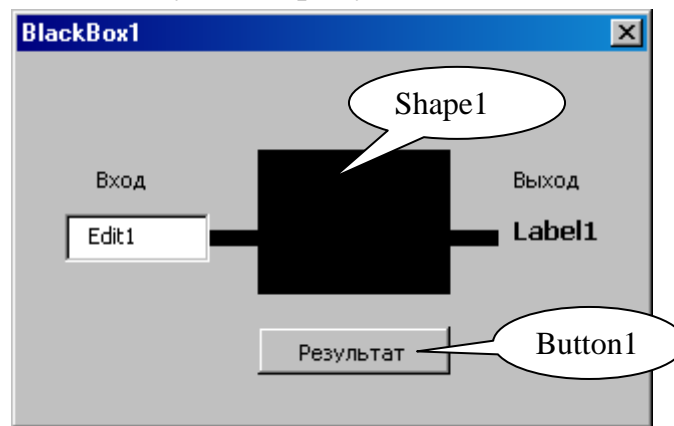 BlackBox1
Shape1
Вход
Выход
Edit1
Label1
Результат
Button1